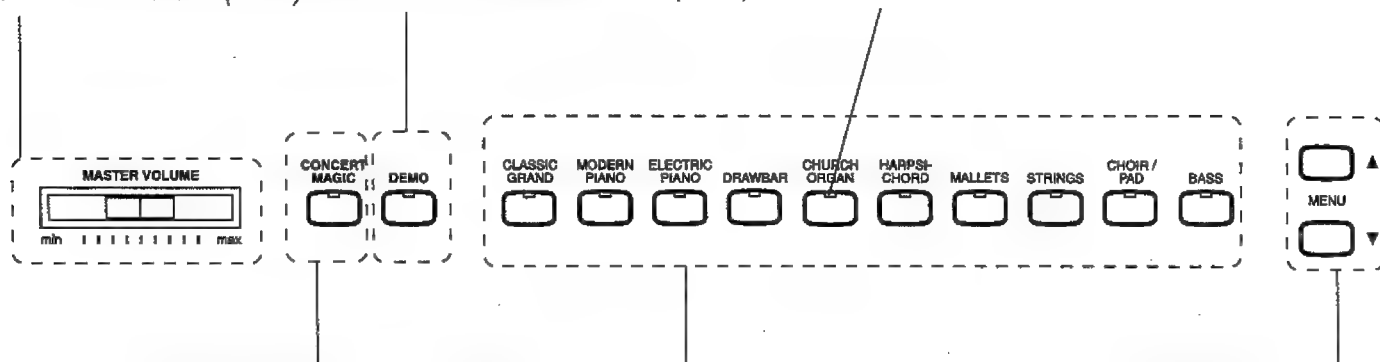 MASTER VOLUME
min max
CONCERT
MAGIC
DEMO
CLASSIC
GRAND
MODERN
PIANO
ELECTRIC
PIANO
DRAWBAR
CHURCH
ORGAN
HARPSI-
CHORD
MALLETS
STRINGS
CHOIR /
PAD
BASS
MENU